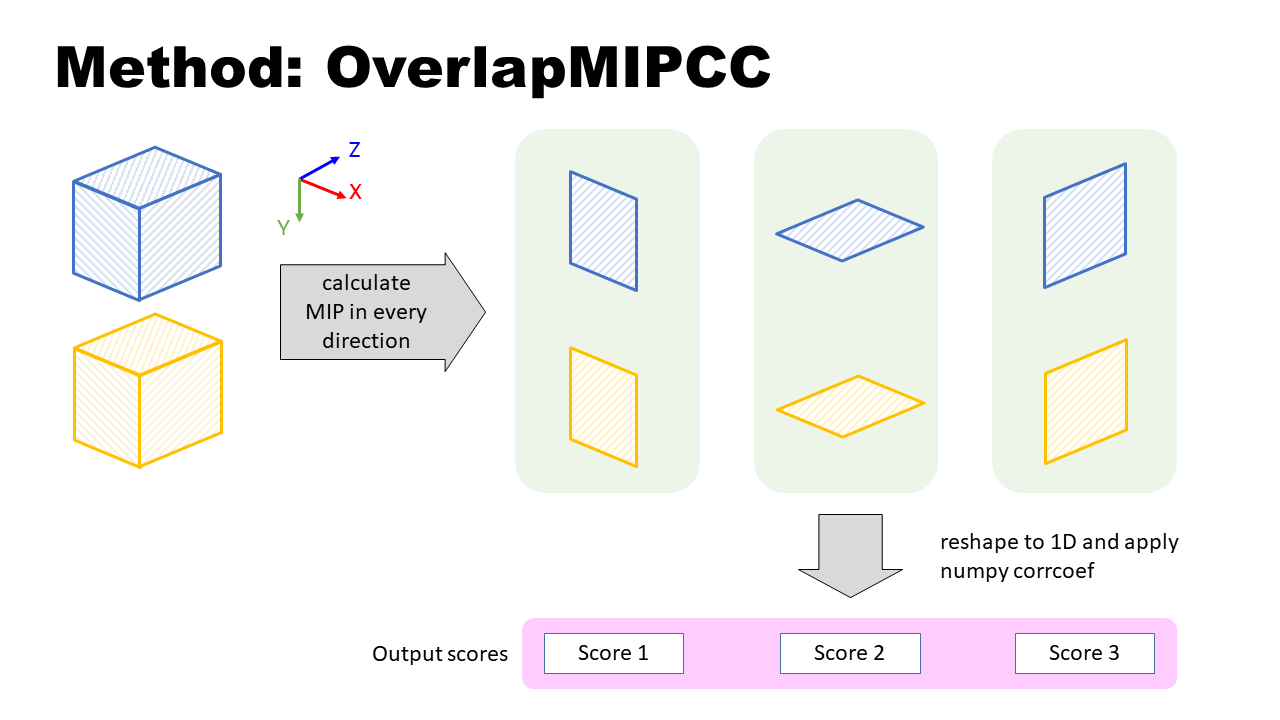 Method: OverlapMIPCC
Z
X
Y
calculate
MIP in every
direction
reshape to 1D and apply
numpy corrcoef
Output scores
Score 1
Score 2
Score 3